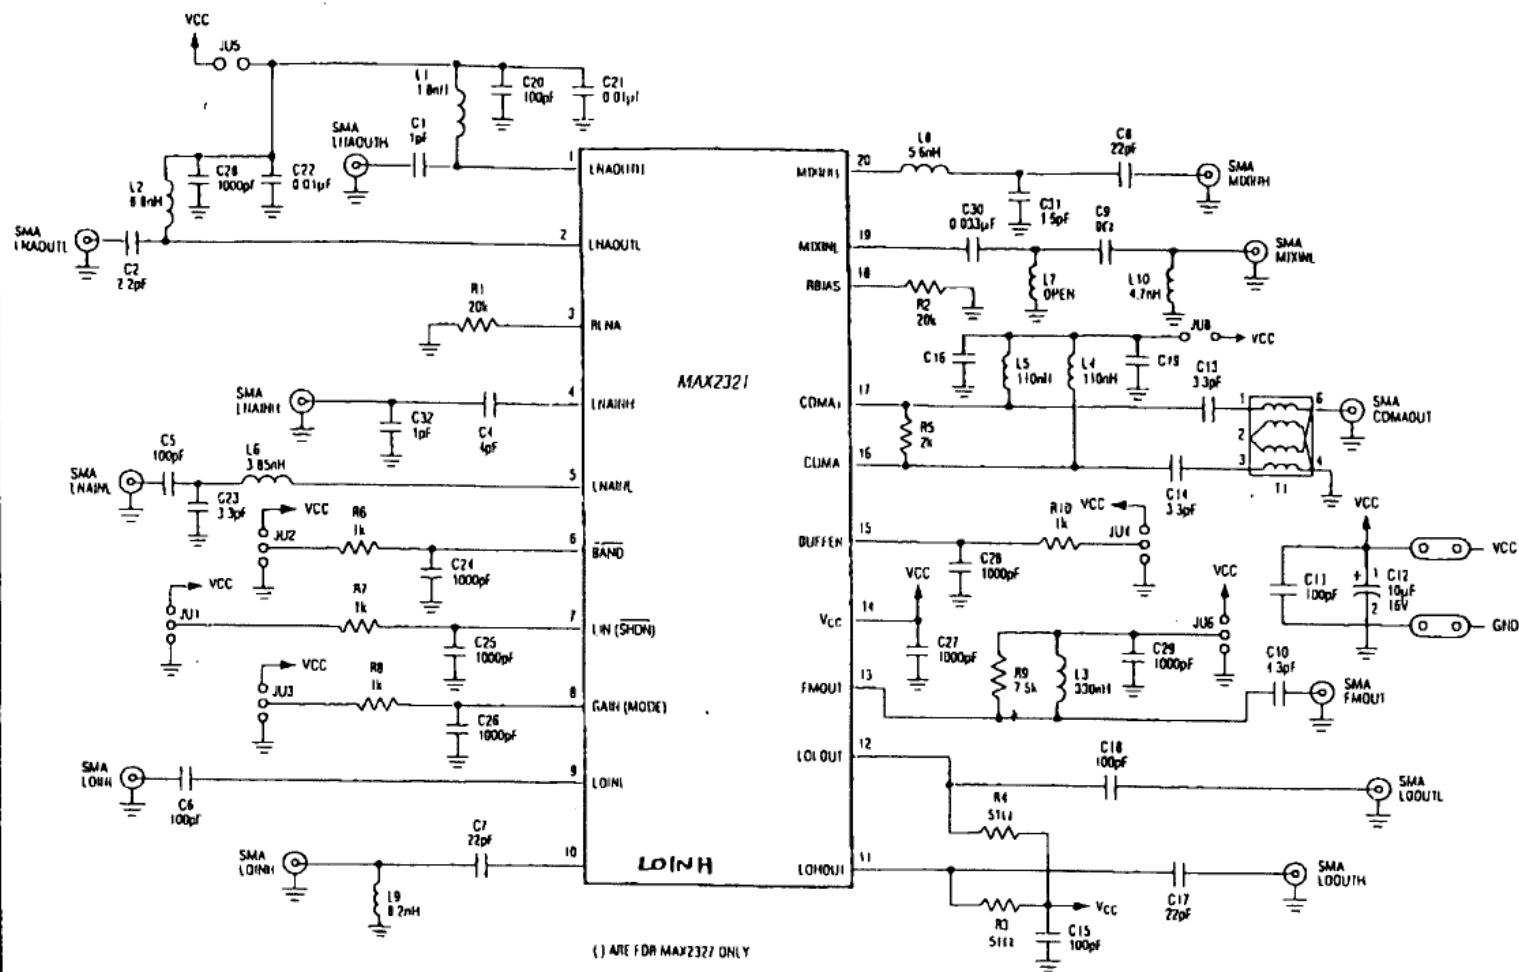 VCC
JU5
C20
100pF
C21
0.01µF
SMA
C1
1pF
C28
1000pF
C22
0.01µF
L2
SMA
LNAOUTL
C2
2.2pF
1
2
LNAOUTL
R1
20k
3
RLNA
MAX2321
SMA
4
LNAINH
C32
1pF
C4
4pF
C5
100pF
L6
3.85nH
SMA
LNAINL
C23
3.3pF
5
LNAINL
VCC
JU2
R6
1k
6
BAND
C24
1000pF
VCC
JU1
R7
1k
7
LIN (SHDN)
C25
1000pF
VCC
JU3
R8
1k
8
GAIN (MODE)
C26
1000pF
SMA
C6
100pF
9
LOINL
SMA
LOINH
C7
22pF
10
LOINH
L9
8.2nH
20
L8
5.6nH
C8
22pF
SMA
MIXINH
C31
1.5pF
19
MIXINL
C30
0.033µF
C9
SMA
MIXINL
L7
OPEN
L10
4.7nH
18
RBIAS
R2
20k
JU8
VCC
C16
L5
110nH
L4
110nH
C19
C13
3.3pF
17
CDMA+
R5
2k
16
C14
3.3pF
1
2
3
6
4
T1
SMA
CDMAOUT
15
BUFFEN
C28
1000pF
R10
1k
VCC
JU4
VCC
14
VCC
C27
1000pF
VCC
JU6
C29
1000pF
R9
7.5k
L3
330nH
13
FMOUT
C10
SMA
FMOUT
VCC
C11
100pF
+
1
C12
10µF
16V
2
VCC
GND
12
LOLOUT
C18
100pF
SMA
LOOUTL
R4
51Ω
11
LOHOUT
C17
22pF
SMA
LOOUTH
R3
51Ω
VCC
C15
100pF
( ) ARE FOR MAX2327 ONLY